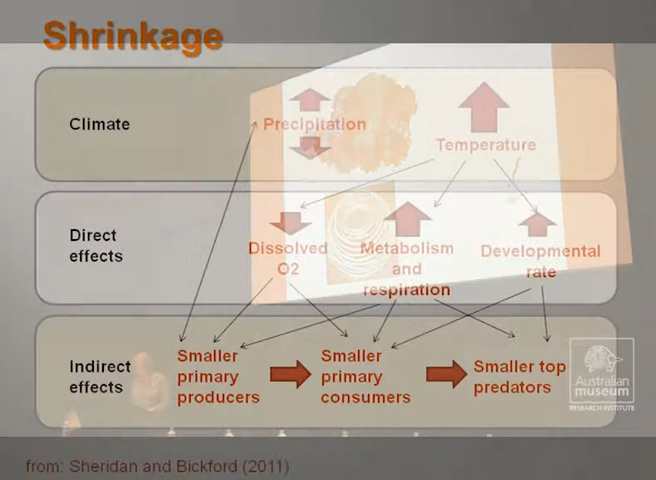 Shrinkage
Climate
Precipitation
Temperature
Direct
effects
Dissolved
O2
Metabolism
and
respiration
Developmental
rate
Indirect
effects
Smaller
primary
producers
Smaller
primary
consumers
Smaller top
predators
Australian
museum
RESEARCH INSTITUTE
from: Sheridan and Bickford (2011)